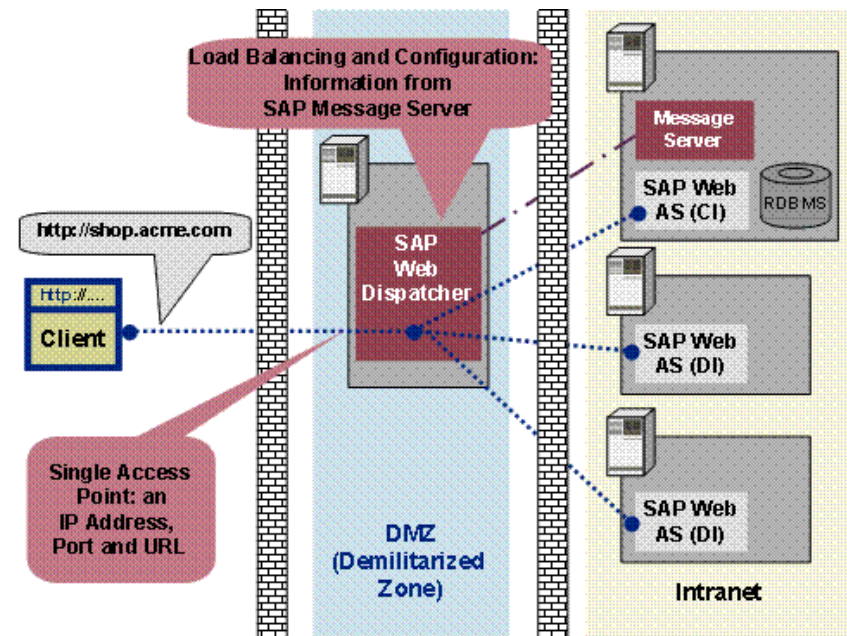 Load Balancing and Configuration:
Information from
SAP Message Server
Message
Server
SAP Web
AS (CI)
RDBMS
http://shop.acme.com
SAP
Web
Dispatcher
Http://....
Client
SAP Web
AS (DI)
Single Access
Point: an
IP Address,
Port and URL
SAP Web
AS (DI)
DMZ
(Demilitarized
Zone)
Intranet